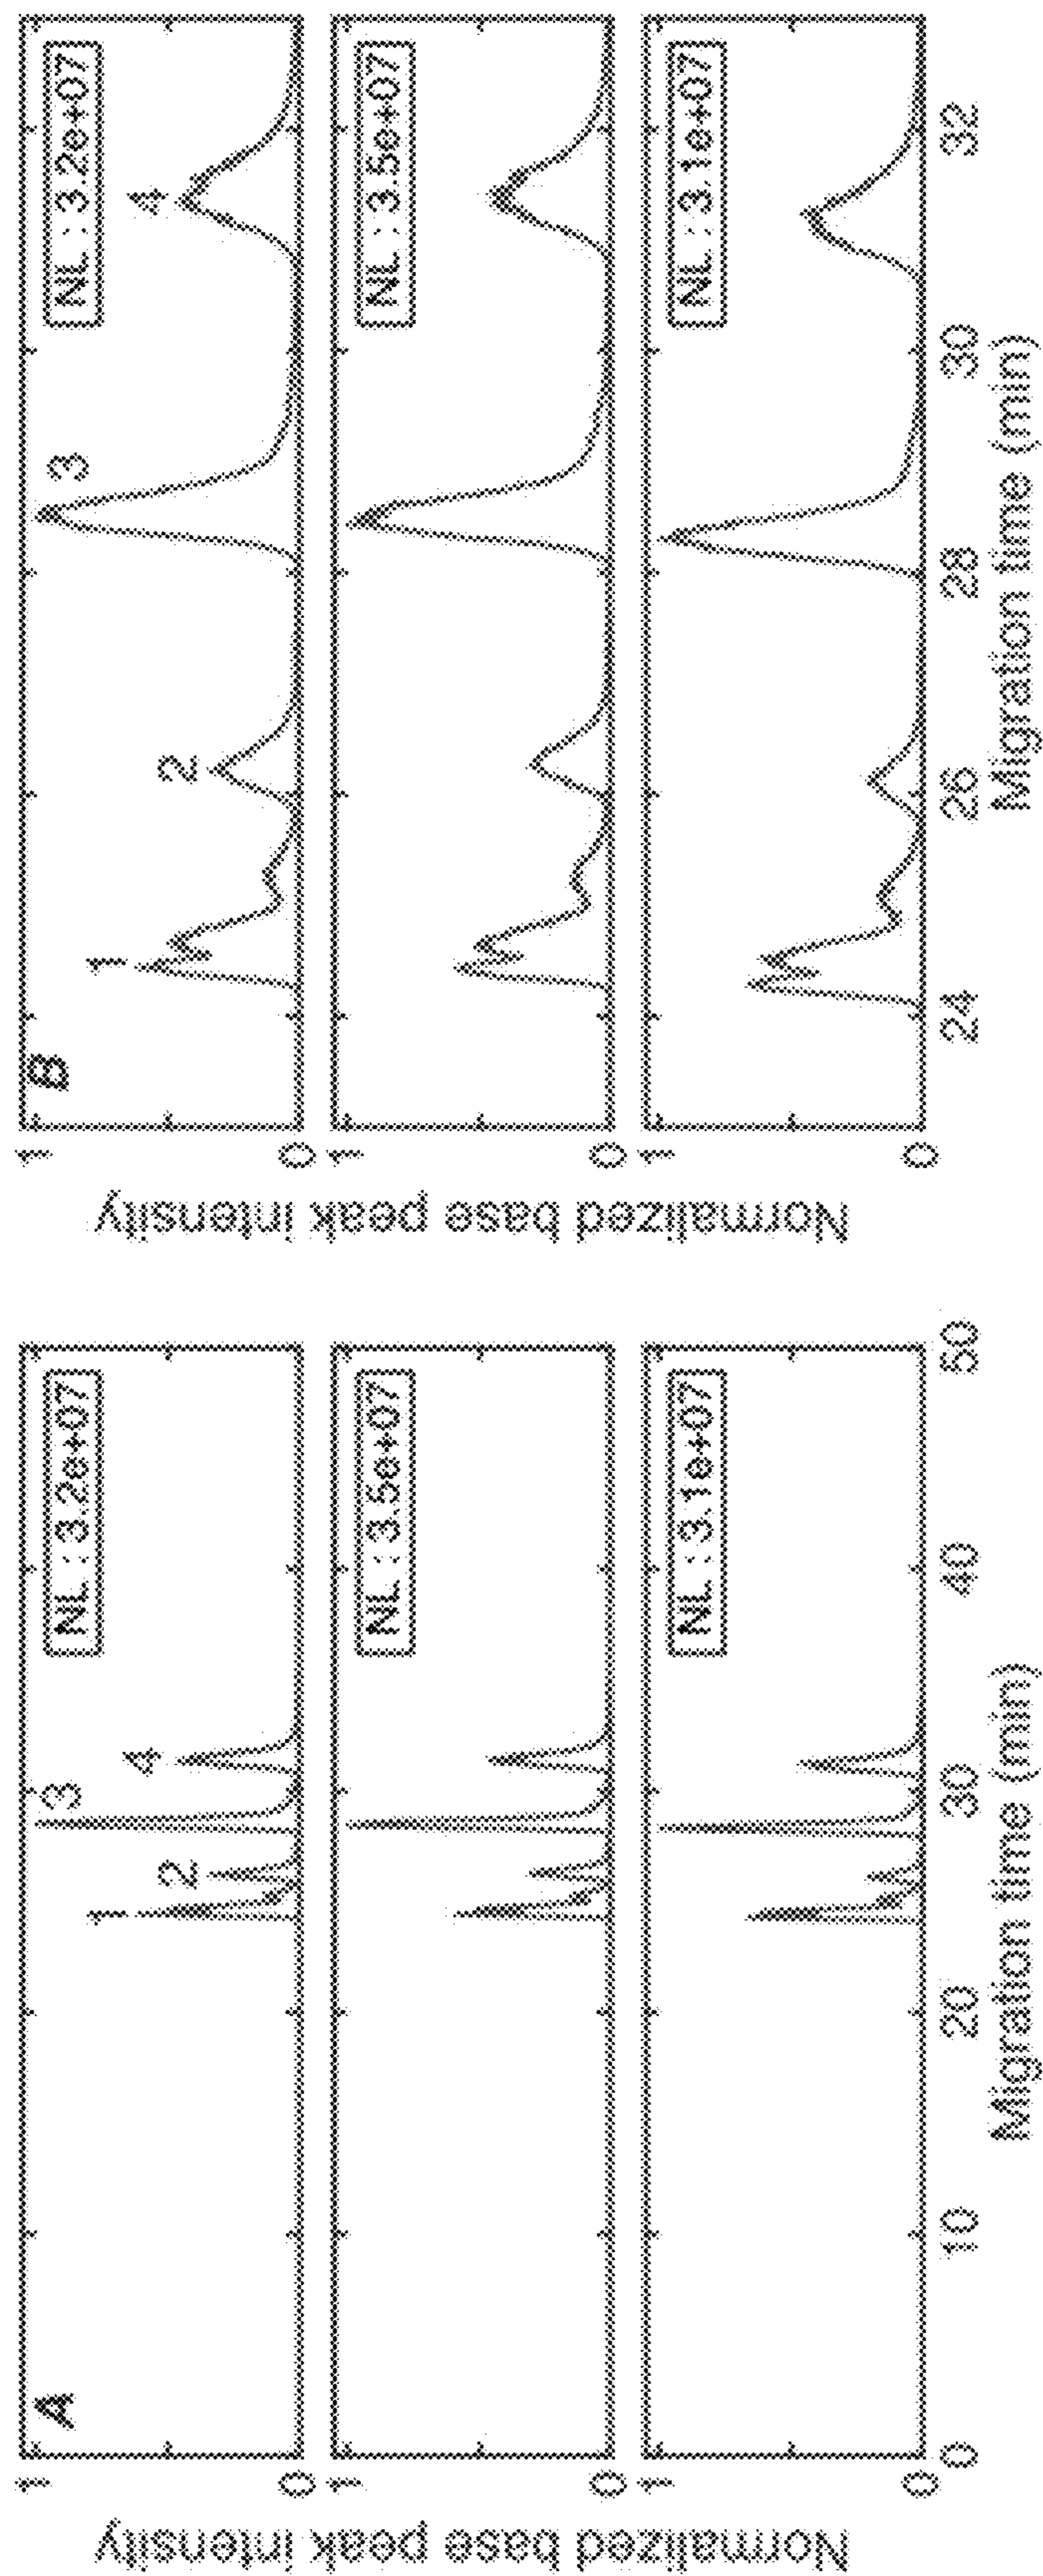 A
Normalized base peak intensity
1
0
1
0
1
0
NL : 3.2e+07
NL : 3.5e+07
NL : 3.1e+07
1
2
3
4
0
10
20
30
40
50
Migration time (min)
B
Normalized base peak intensity
1
0
1
0
1
0
NL : 3.2e+07
NL : 3.5e+07
NL : 3.1e+07
1
2
3
4
24
26
28
30
32
Migration time (min)